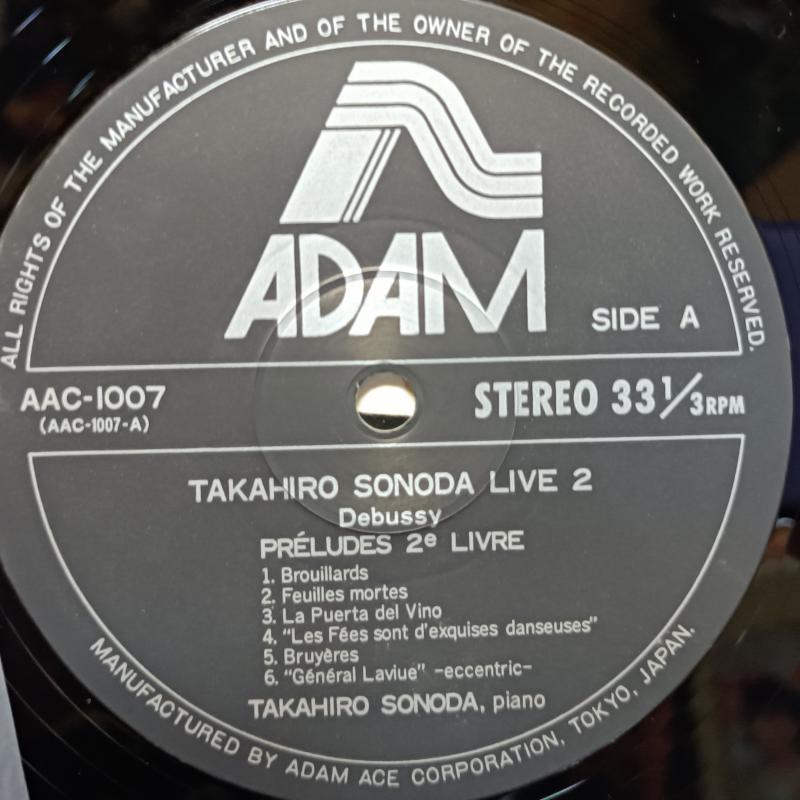 ALL RIGHTS OF THE MANUFACTURER AND OF THE OWNER OF THE RECORDED WORK RESERVED.
ADAM
SIDE A
AAC-1007
(AAC-1007-A)
STEREO 33 1/3 RPM
TAKAHIRO SONODA LIVE 2
Debussy
PRÉLUDES 2e LIVRE
1. Brouillards
2. Feuilles mortes
3. La Puerta del Vino
4. "Les Fées sont d'exquises danseuses"
5. Bruyères
6. "Général Laviue" -eccentric-
TAKAHIRO SONODA, piano
MANUFACTURED BY ADAM ACE CORPORATION, TOKYO, JAPAN.